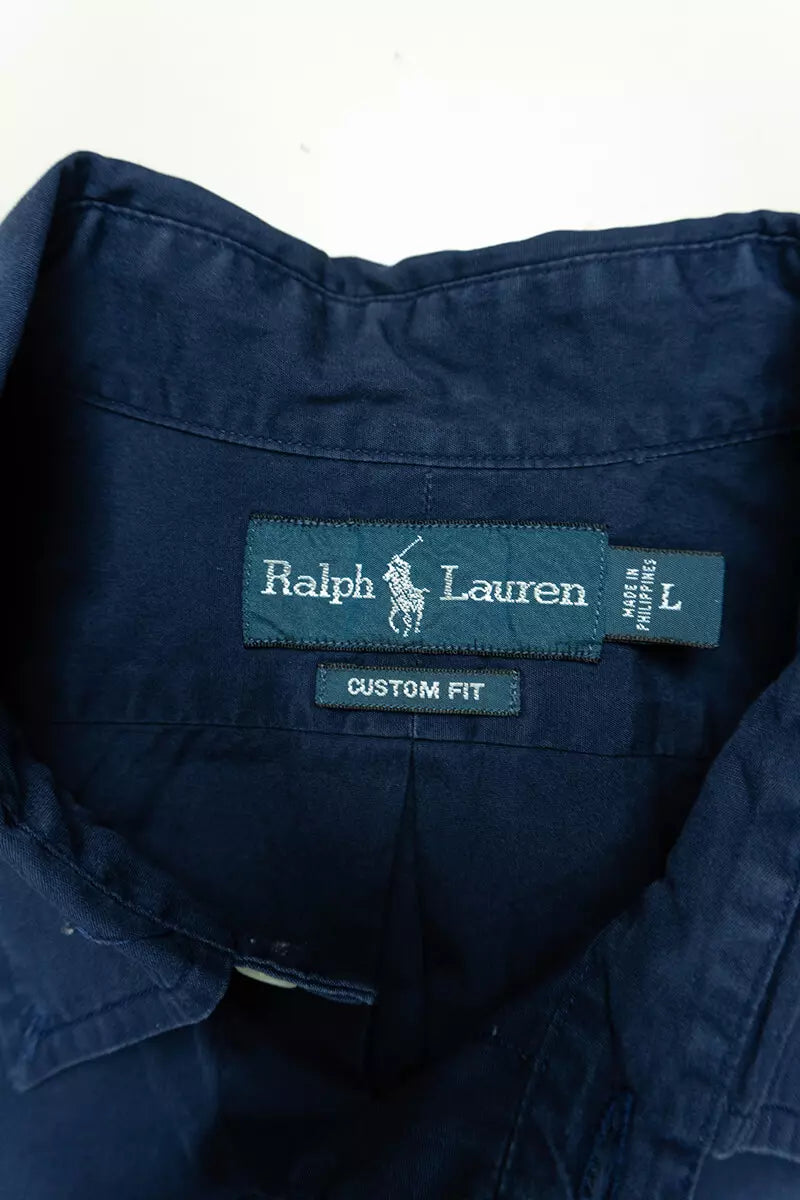 Ralph Lauren
MADE IN
PHILIPPINES
L
CUSTOM FIT